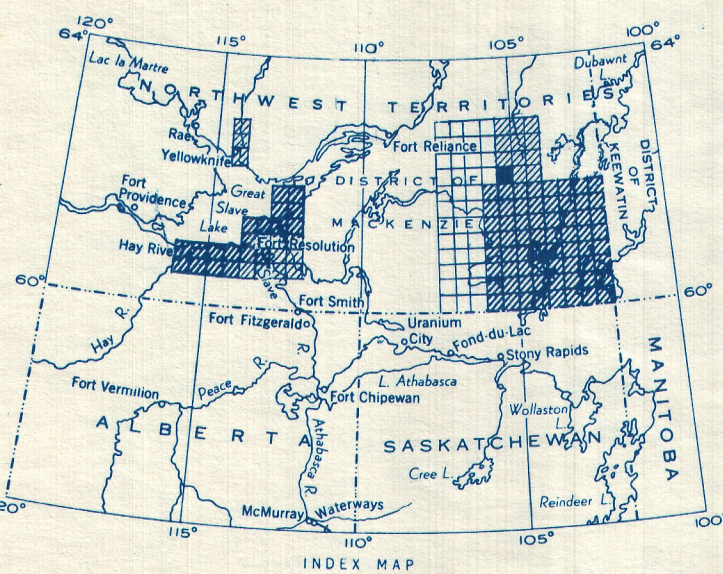 120°
115°
110°
105°
100°
64°
64°
Lac la Martre
Dubawnt
L.
NORTHWEST TERRITORIES
Rae
Yellowknife
Fort Reliance
DISTRICT
OF
KEEWATIN
Fort
Providence
Great
Slave
Lake
DISTRICT OF
MACKENZIE
Hay River
Fort Resolution
Slave
R.
60°
60°
Fort Smith
Fort Fitzgerald
Hay R.
Uranium
City
Fond-du-Lac
Stony Rapids
Fort Vermilion
Peace R.
L. Athabasca
Fort Chipewan
Wollaston
L.
MANITOBA
ALBERTA
Athabasca R.
SASKATCHEWAN
Cree L.
Reindeer L.
McMurray
Waterways
20°
115°
110°
105°
100
INDEX MAP